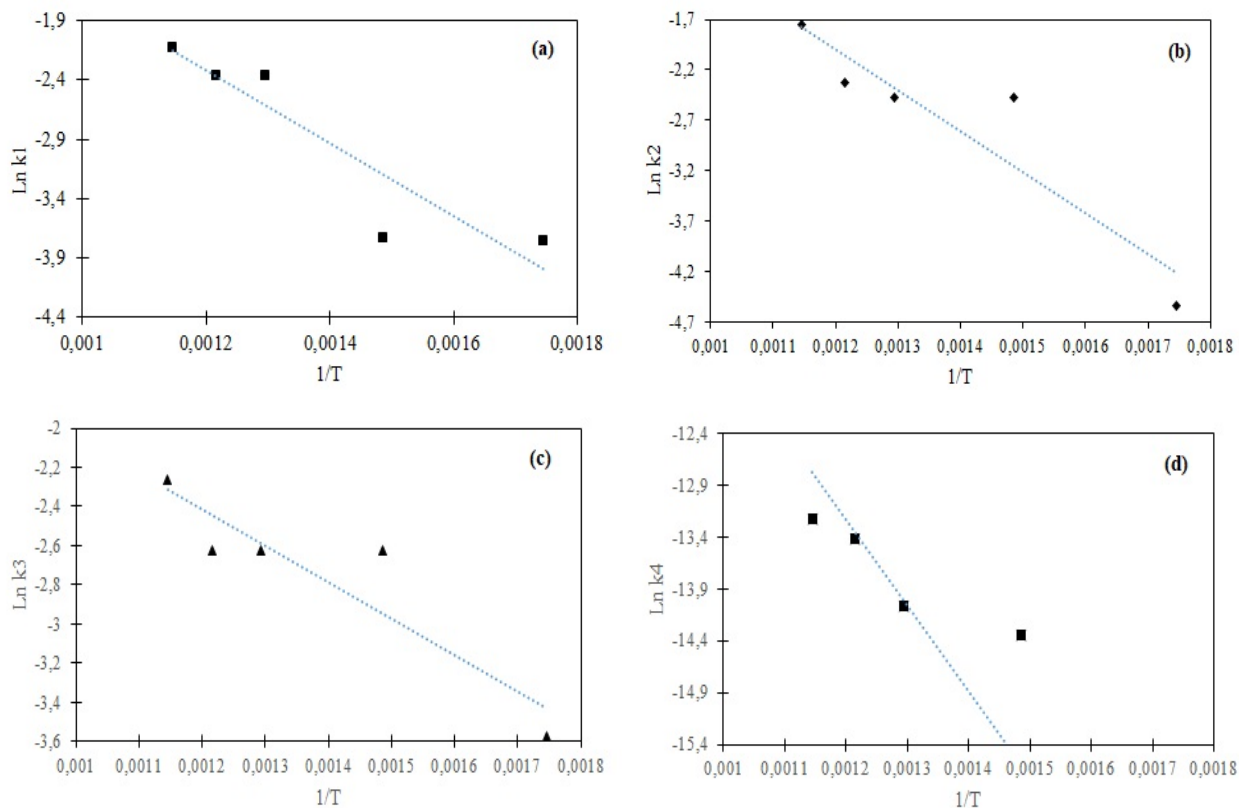 (a)
-1,9
-2,4
-2,9
-3,4
-3,9
-4,4
Ln k1
0,001
0,0012
0,0014
0,0016
0,0018
1/T
(b)
-1,7
-2,2
-2,7
-3,2
-3,7
-4,2
-4,7
Ln k2
0,001 0,0011 0,0012 0,0013 0,0014 0,0015 0,0016 0,0017 0,0018
1/T
(c)
-2
-2,2
-2,4
-2,6
-2,8
-3
-3,2
-3,4
-3,6
Ln k3
0,001 0,0011 0,0012 0,0013 0,0014 0,0015 0,0016 0,0017 0,0018
1/T
(d)
-12,4
-12,9
-13,4
-13,9
-14,4
-14,9
-15,4
Ln k4
0,001 0,0011 0,0012 0,0013 0,0014 0,0015 0,0016 0,0017 0,0018
1/T